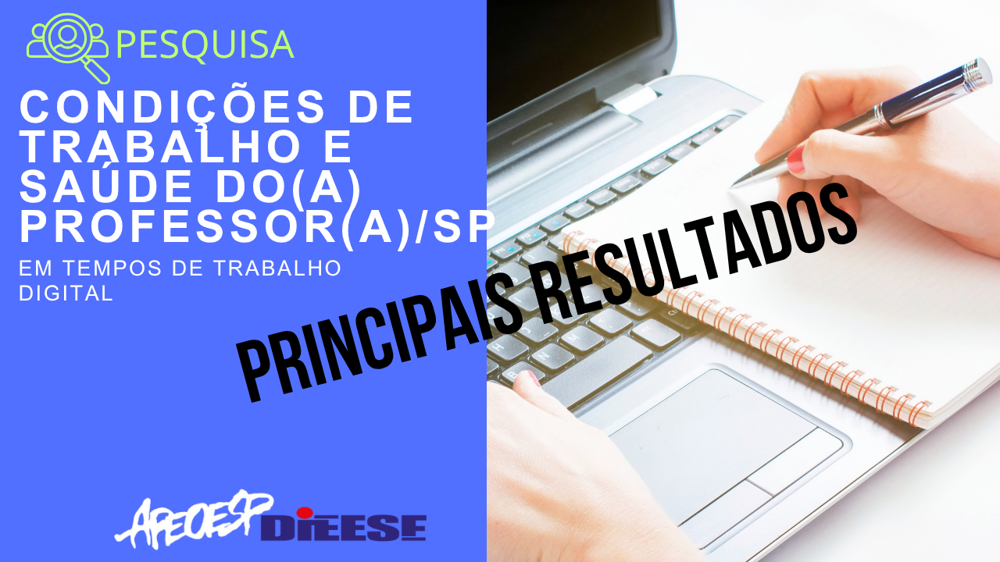 PESQUISA
CONDIÇÕES DE
TRABALHO E
SAÚDE DO(A)
PROFESSOR(A)/SP
EM TEMPOS DE TRABALHO
DIGITAL
PRINCIPAIS RESULTADOS
APEOESP
DIEESE